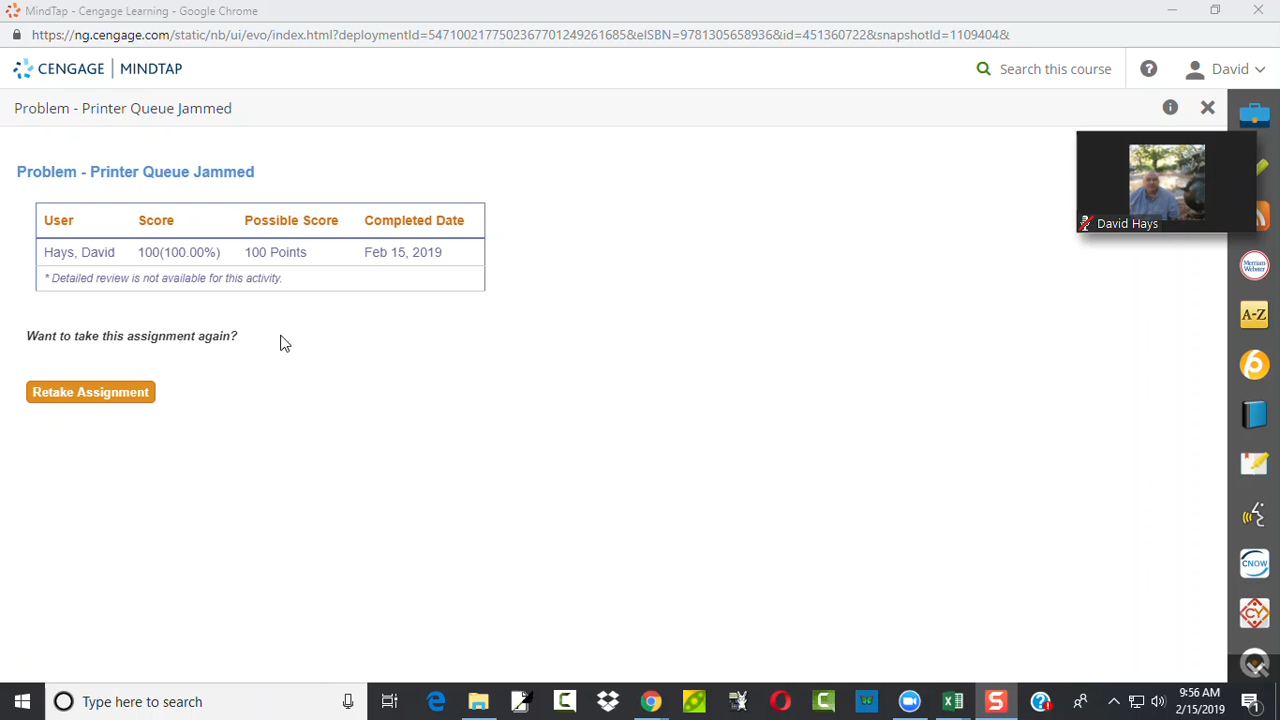 MindTap - Cengage Learning - Google Chrome
https://ng.cengage.com/static/nb/ui/evo/index.html?deploymentId=5471002177502367701249261685&eISBN=9781305658936&id=451360722&snapshotId=1109404&
CENGAGE | MINDTAP
Search this course
David
Problem - Printer Queue Jammed
Problem - Printer Queue Jammed
User Score Possible Score Completed Date
Hays, David 100(100.00%) 100 Points Feb 15, 2019
* Detailed review is not available for this activity.
David Hays
Merriam-Webster
Want to take this assignment again?
A-Z
Retake Assignment
CNOW
CY
Type here to search
9:56 AM
2/15/2019